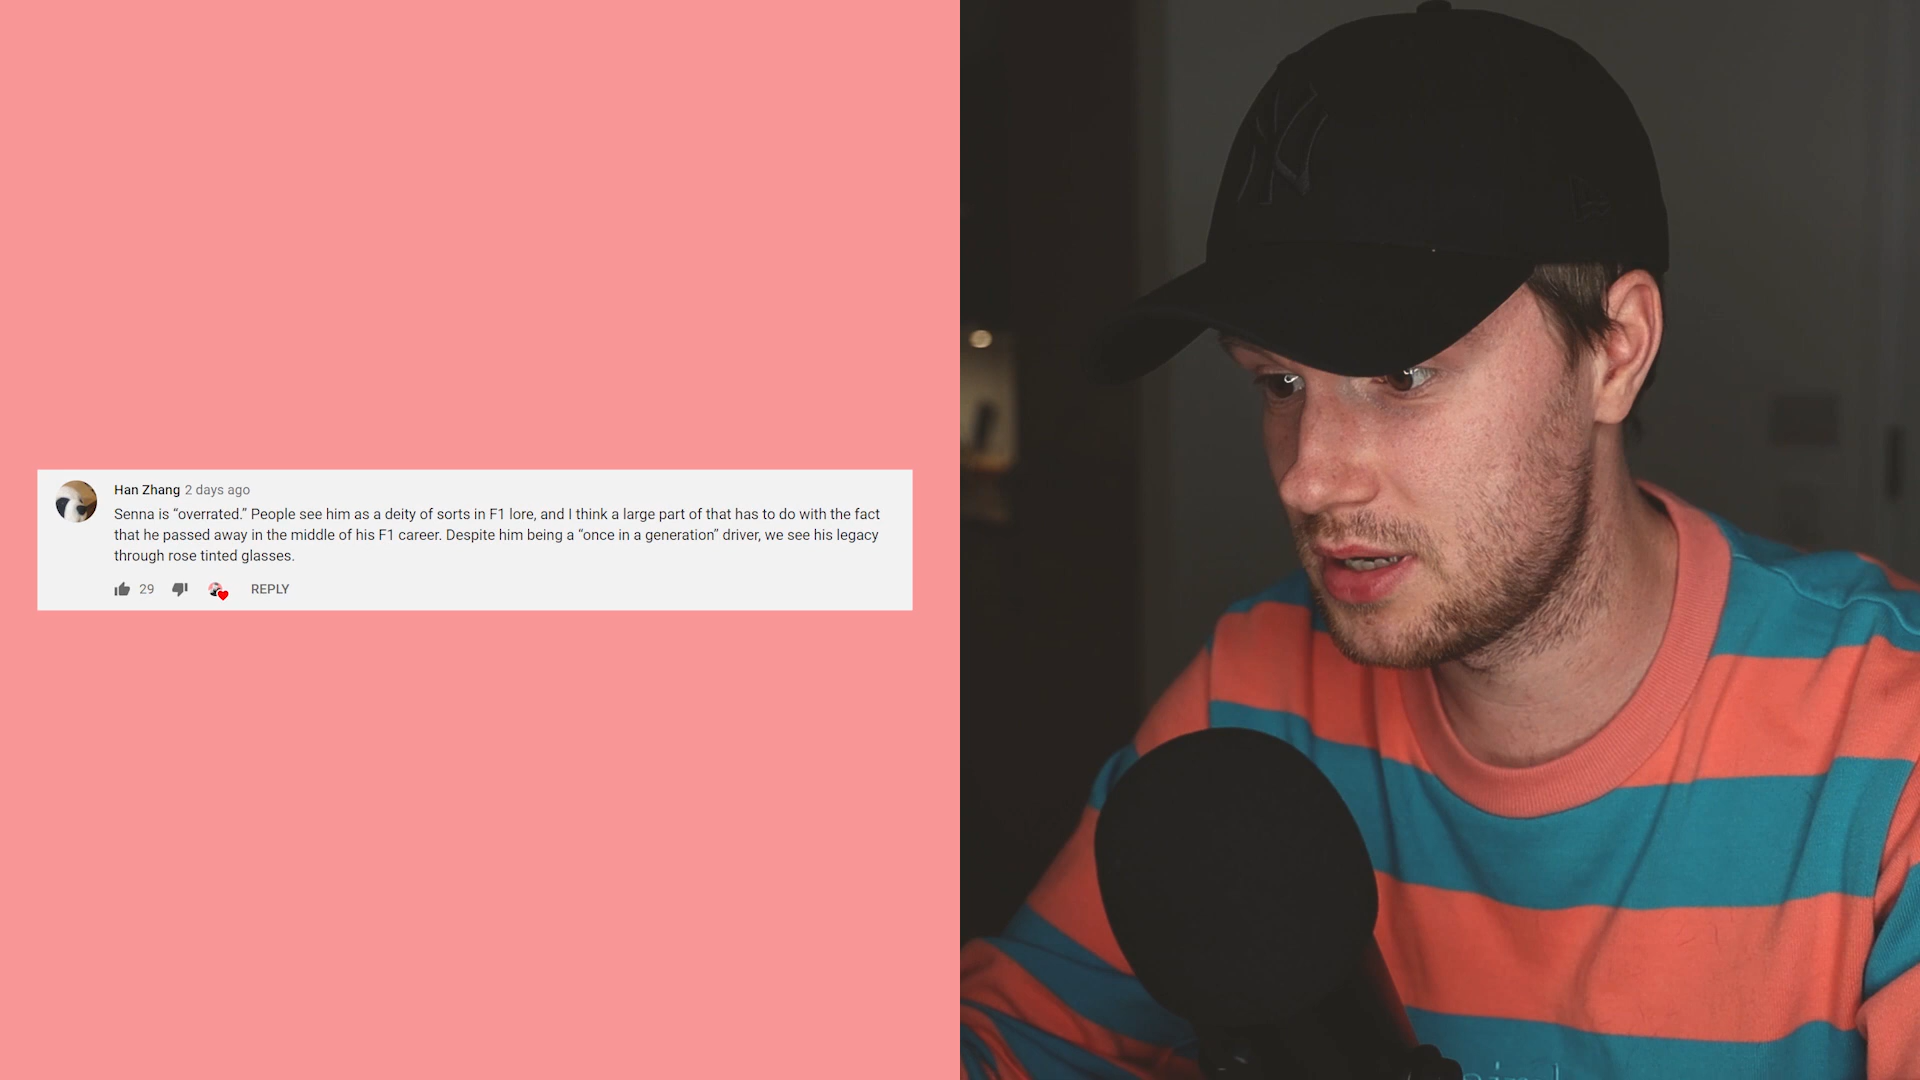 Han Zhang 2 days ago
Senna is “overrated.” People see him as a deity of sorts in F1 lore, and I think a large part of that has to do with the fact
that he passed away in the middle of his F1 career. Despite him being a “once in a generation” driver, we see his legacy
through rose tinted glasses.
29 REPLY
NY